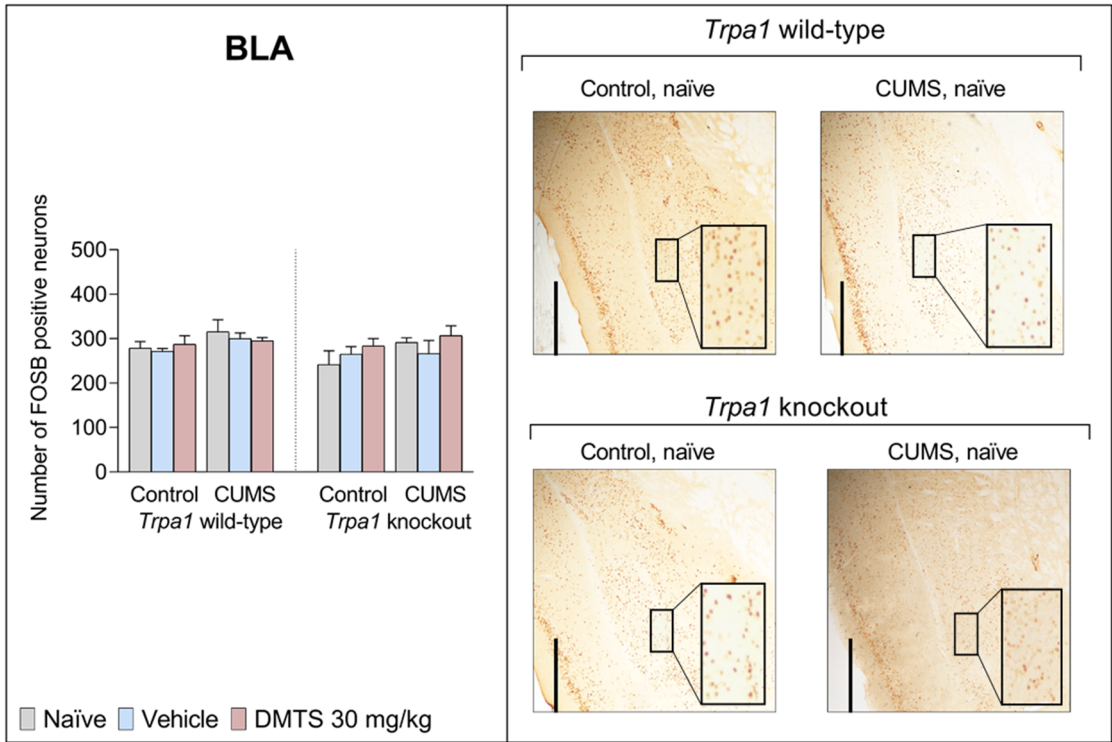 BLA
Number of FOSB positive neurons
500
400
300
200
100
0
Control CUMS Control CUMS
Trpa1 wild-type Trpa1 knockout
Naïve Vehicle DMTS 30 mg/kg
Trpa1 wild-type
Control, naïve CUMS, naïve
Trpa1 knockout
Control, naïve CUMS, naïve